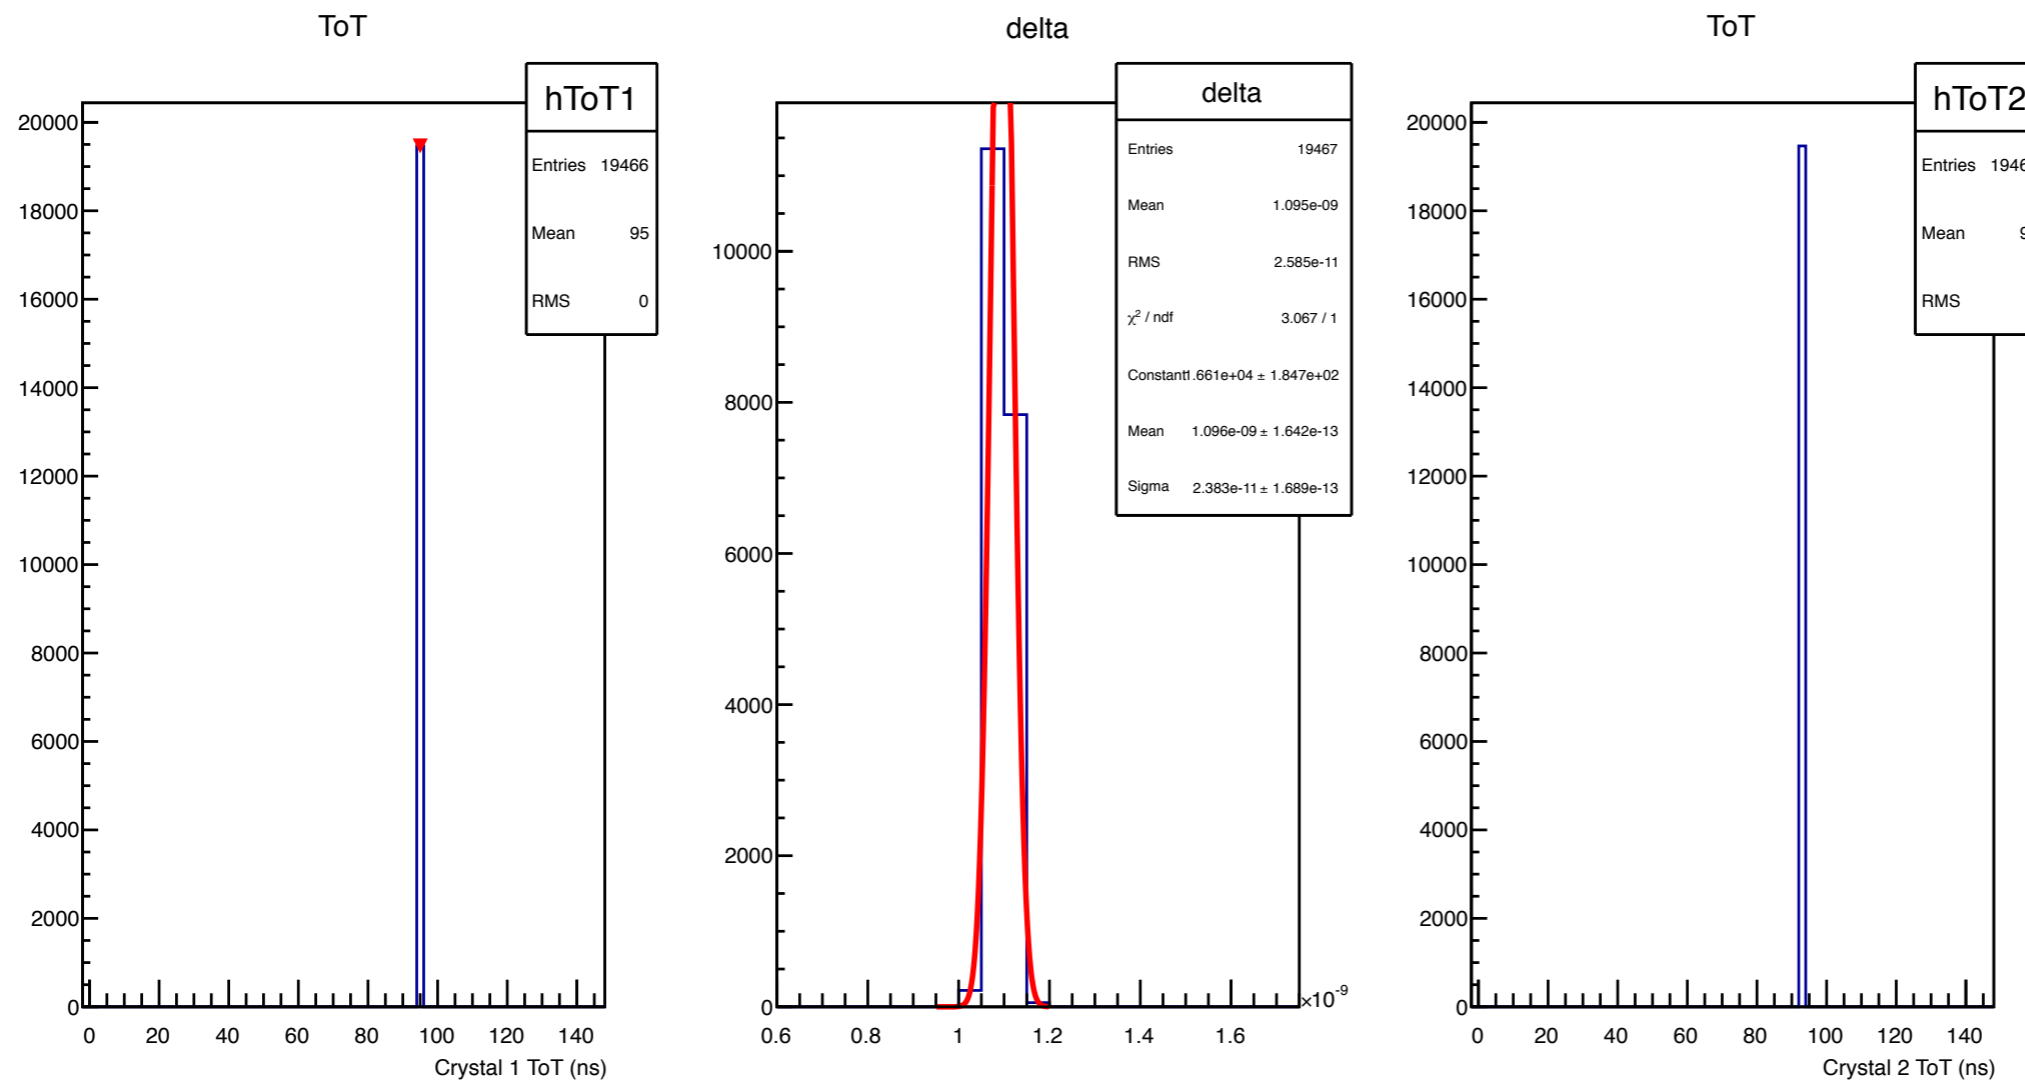 ToT
hToT1
Entries 19466
Mean 95
RMS 0
20000
18000
16000
14000
12000
10000
8000
6000
4000
2000
0
0 20 40 60 80 100 120 140
Crystal 1 ToT (ns)
delta
delta
Entries 19467
Mean 1.095e-09
RMS 2.585e-11
χ² / ndf 3.067 / 1
Constant1.661e+04 ± 1.847e+02
Mean 1.096e-09 ± 1.642e-13
Sigma 2.383e-11 ± 1.689e-13
10000
8000
6000
4000
2000
0
0.6 0.8 1 1.2 1.4 1.6
×10⁻⁹
ToT
hToT2
Entries 1946
Mean 9
RMS
20000
18000
16000
14000
12000
10000
8000
6000
4000
2000
0
0 20 40 60 80 100 120 140
Crystal 2 ToT (ns)